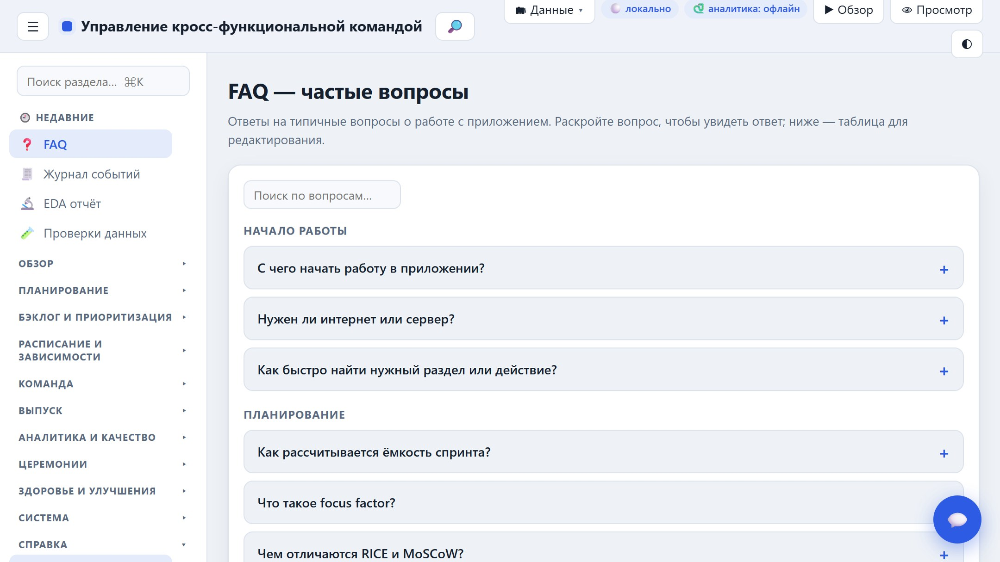 Управление кросс-функциональной командой
Данные
локально
аналитика: офлайн
Обзор
Просмотр
Поиск раздела... ⌘K
НЕДАВНИЕ
FAQ
Журнал событий
EDA отчёт
Проверки данных
ОБЗОР
ПЛАНИРОВАНИЕ
БЭКЛОГ И ПРИОРИТИЗАЦИЯ
РАСПИСАНИЕ И
ЗАВИСИМОСТИ
КОМАНДА
ВЫПУСК
АНАЛИТИКА И КАЧЕСТВО
ЦЕРЕМОНИИ
ЗДОРОВЬЕ И УЛУЧШЕНИЯ
СИСТЕМА
СПРАВКА
FAQ — частые вопросы
Ответы на типичные вопросы о работе с приложением. Раскройте вопрос, чтобы увидеть ответ; ниже — таблица для
редактирования.
Поиск по вопросам...
НАЧАЛО РАБОТЫ
С чего начать работу в приложении?
Нужен ли интернет или сервер?
Как быстро найти нужный раздел или действие?
ПЛАНИРОВАНИЕ
Как рассчитывается ёмкость спринта?
Что такое focus factor?
Чем отличаются RICE и MoSCoW?